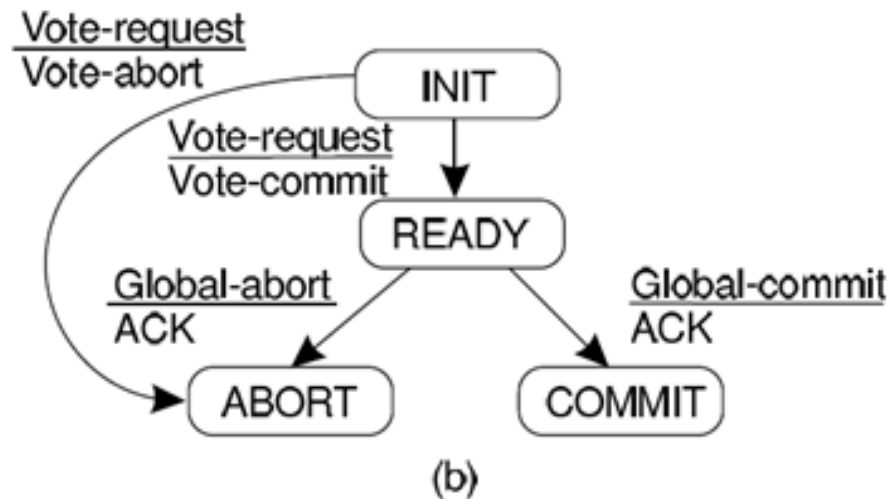 Vote-request
Vote-abort
INIT
Vote-request
Vote-commit
READY
Global-abort
ACK
Global-commit
ACK
ABORT
COMMIT
(b)